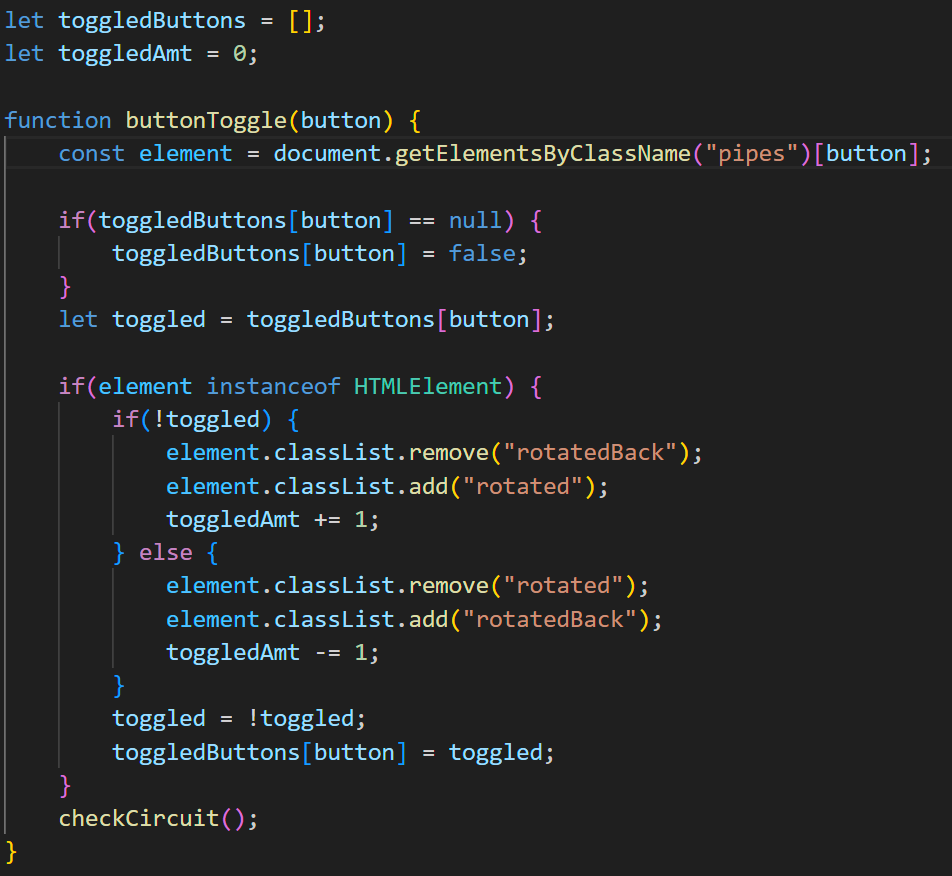 let toggledButtons = [];
let toggledAmt = 0;

function buttonToggle(button) {
    const element = document.getElementsByClassName("pipes")[button];

    if(toggledButtons[button] == null) {
        toggledButtons[button] = false;
    }
    let toggled = toggledButtons[button];

    if(element instanceof HTMLElement) {
        if(!toggled) {
            element.classList.remove("rotatedBack");
            element.classList.add("rotated");
            toggledAmt += 1;
        } else {
            element.classList.remove("rotated");
            element.classList.add("rotatedBack");
            toggledAmt -= 1;
        }
        toggled = !toggled;
        toggledButtons[button] = toggled;
    }
    checkCircuit();
}